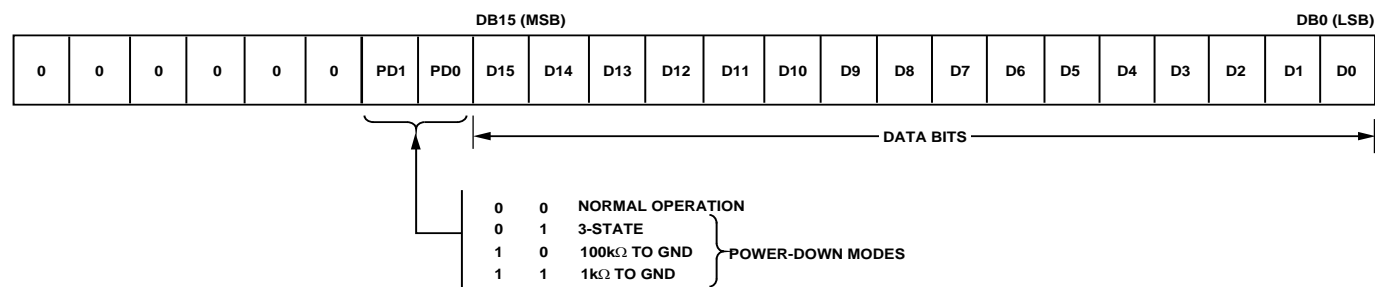 DB15 (MSB) DB0 (LSB)
0 0 0 0 0 0 PD1 PD0 D15 D14 D13 D12 D11 D10 D9 D8 D7 D6 D5 D4 D3 D2 D1 D0
DATA BITS
0 0 NORMAL OPERATION
0 1 3-STATE
1 0 100kΩ TO GND
POWER-DOWN MODES
1 1 1kΩ TO GND